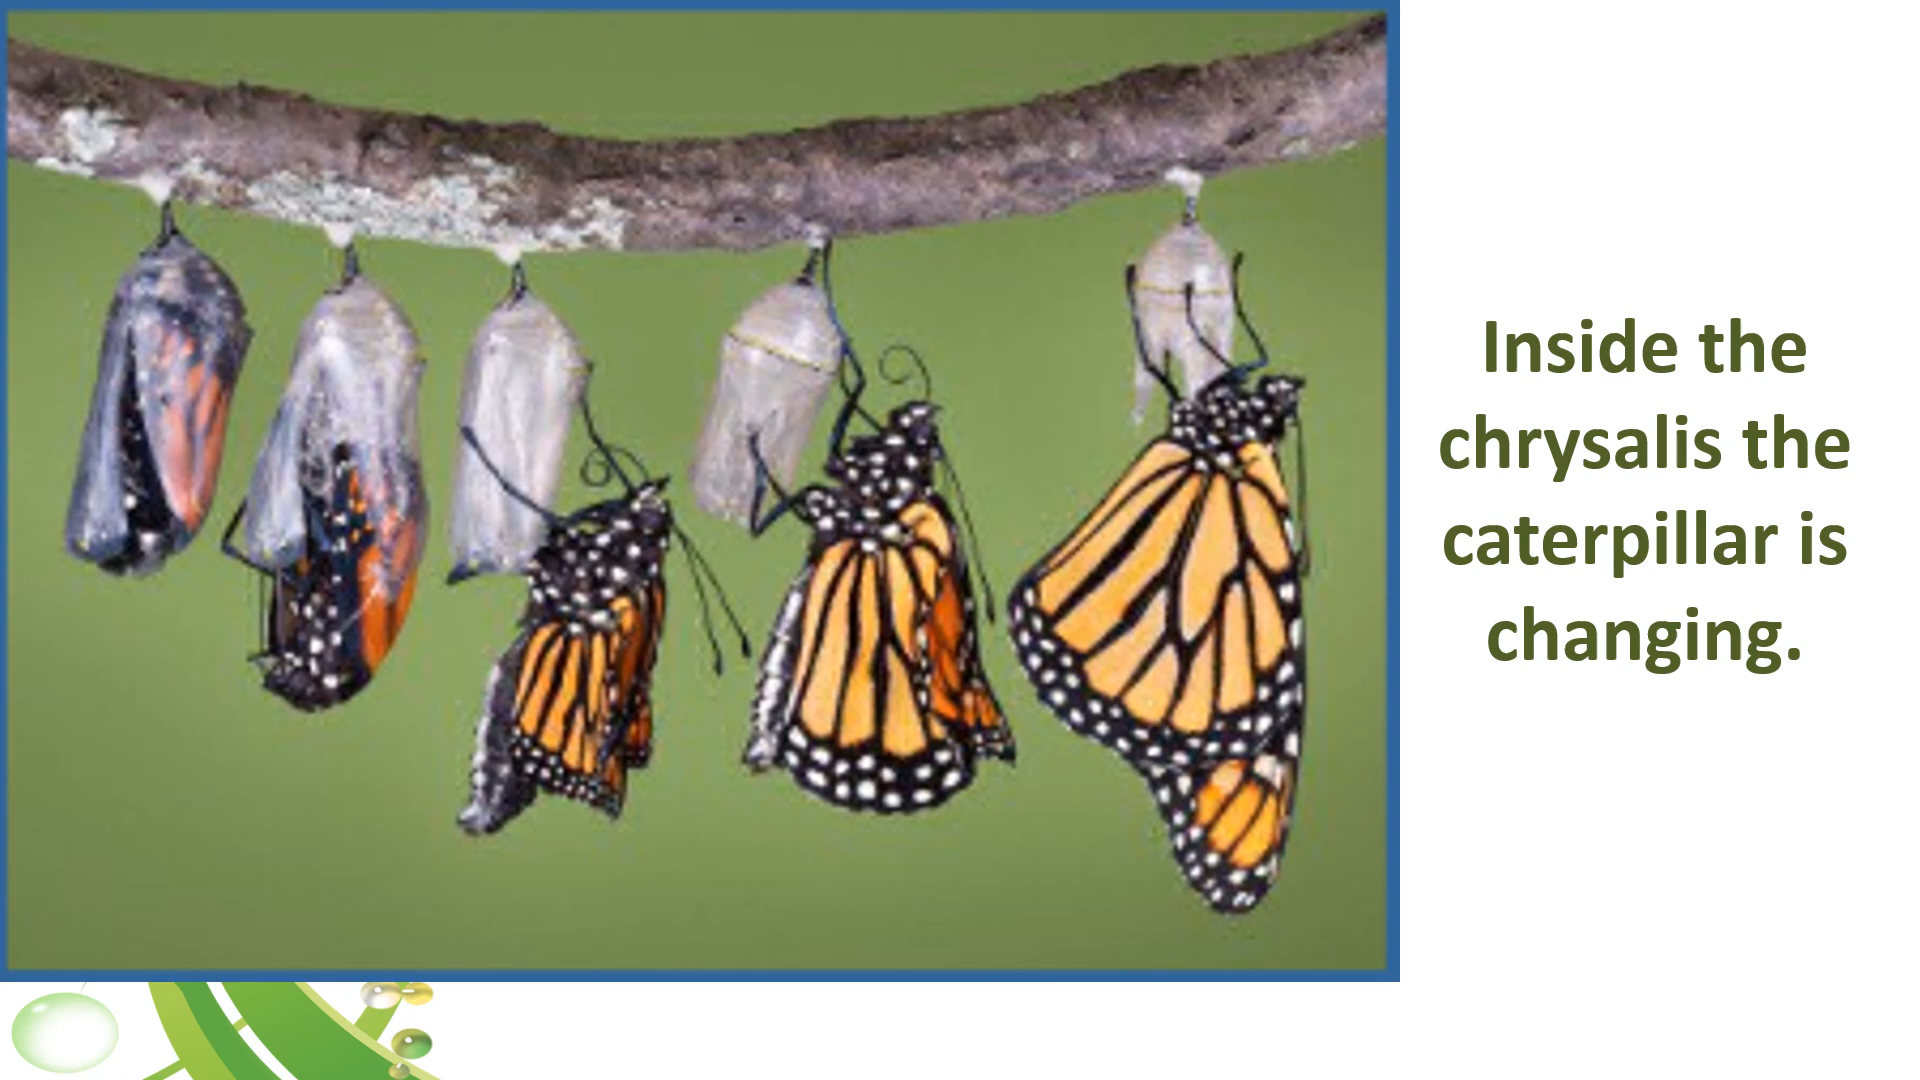 Inside the
chrysalis the
caterpillar is
changing.